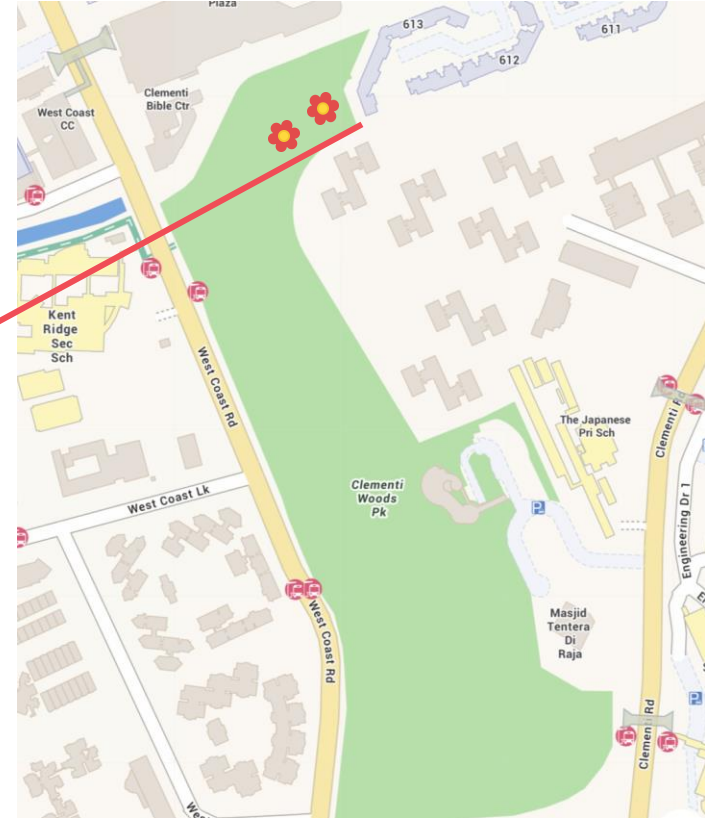 Plaza
613
611
612
Clementi
Bible Ctr
West Coast
CC
Kent
Ridge
Sec
Sch
West Coast Rd
Clementi Rd
The Japanese
Pri Sch
Clementi
Woods
Pk
West Coast Lk
P
Engineering Dr 1
West Coast Rd
Masjid
Tentera
Di
Raja
P
Clementi Rd